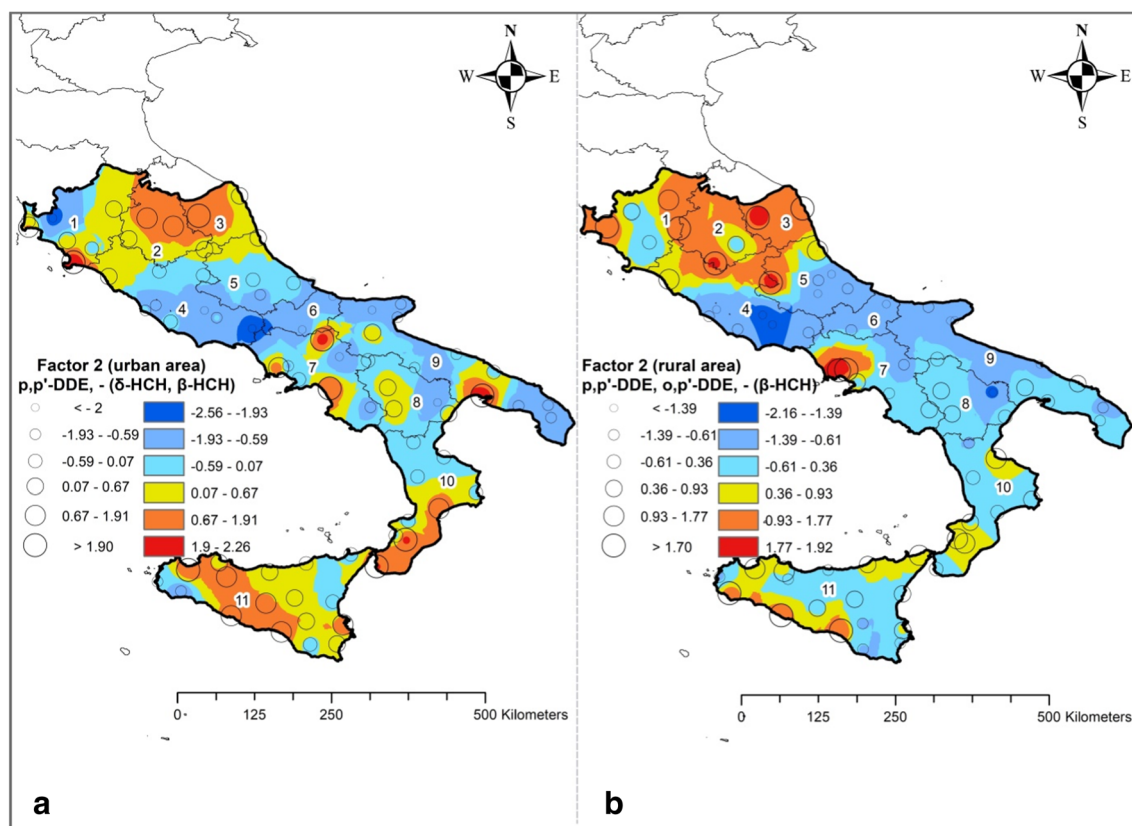 N
W E
S
1
2
3
4
5
6
7
8
9
10
11
Factor 2 (urban area)
p,p'-DDE, - (δ-HCH, β-HCH)
< - 2 -2.56 - -1.93
-1.93 - -0.59 -1.93 - -0.59
-0.59 - 0.07 -0.59 - 0.07
0.07 - 0.67 0.07 - 0.67
0.67 - 1.91 0.67 - 1.91
> 1.90 1.9 - 2.26
0 125 250 500 Kilometers
a
N
W E
S
1
2
3
4
5
6
7
8
9
10
11
Factor 2 (rural area)
p,p'-DDE, o,p'-DDE, - (β-HCH)
< -1.39 -2.16 - -1.39
-1.39 - -0.61 -1.39 - -0.61
-0.61 - 0.36 -0.61 - 0.36
0.36 - 0.93 0.36 - 0.93
0.93 - 1.77 0.93 - 1.77
> 1.70 1.77 - 1.92
0 125 250 500 Kilometers
b